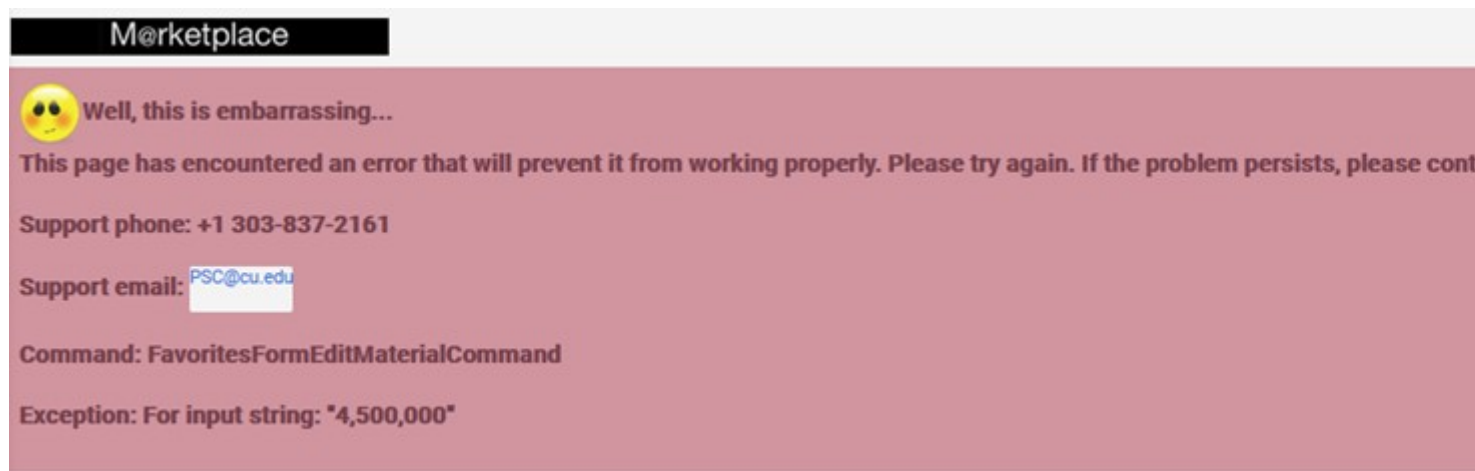 M@rketplace
Well, this is embarrassing...
This page has encountered an error that will prevent it from working properly. Please try again. If the problem persists, please cont
Support phone: +1 303-837-2161
Support email: PSC@cu.edu
Command: FavoritesFormEditMaterialCommand
Exception: For input string: "4,500,000"